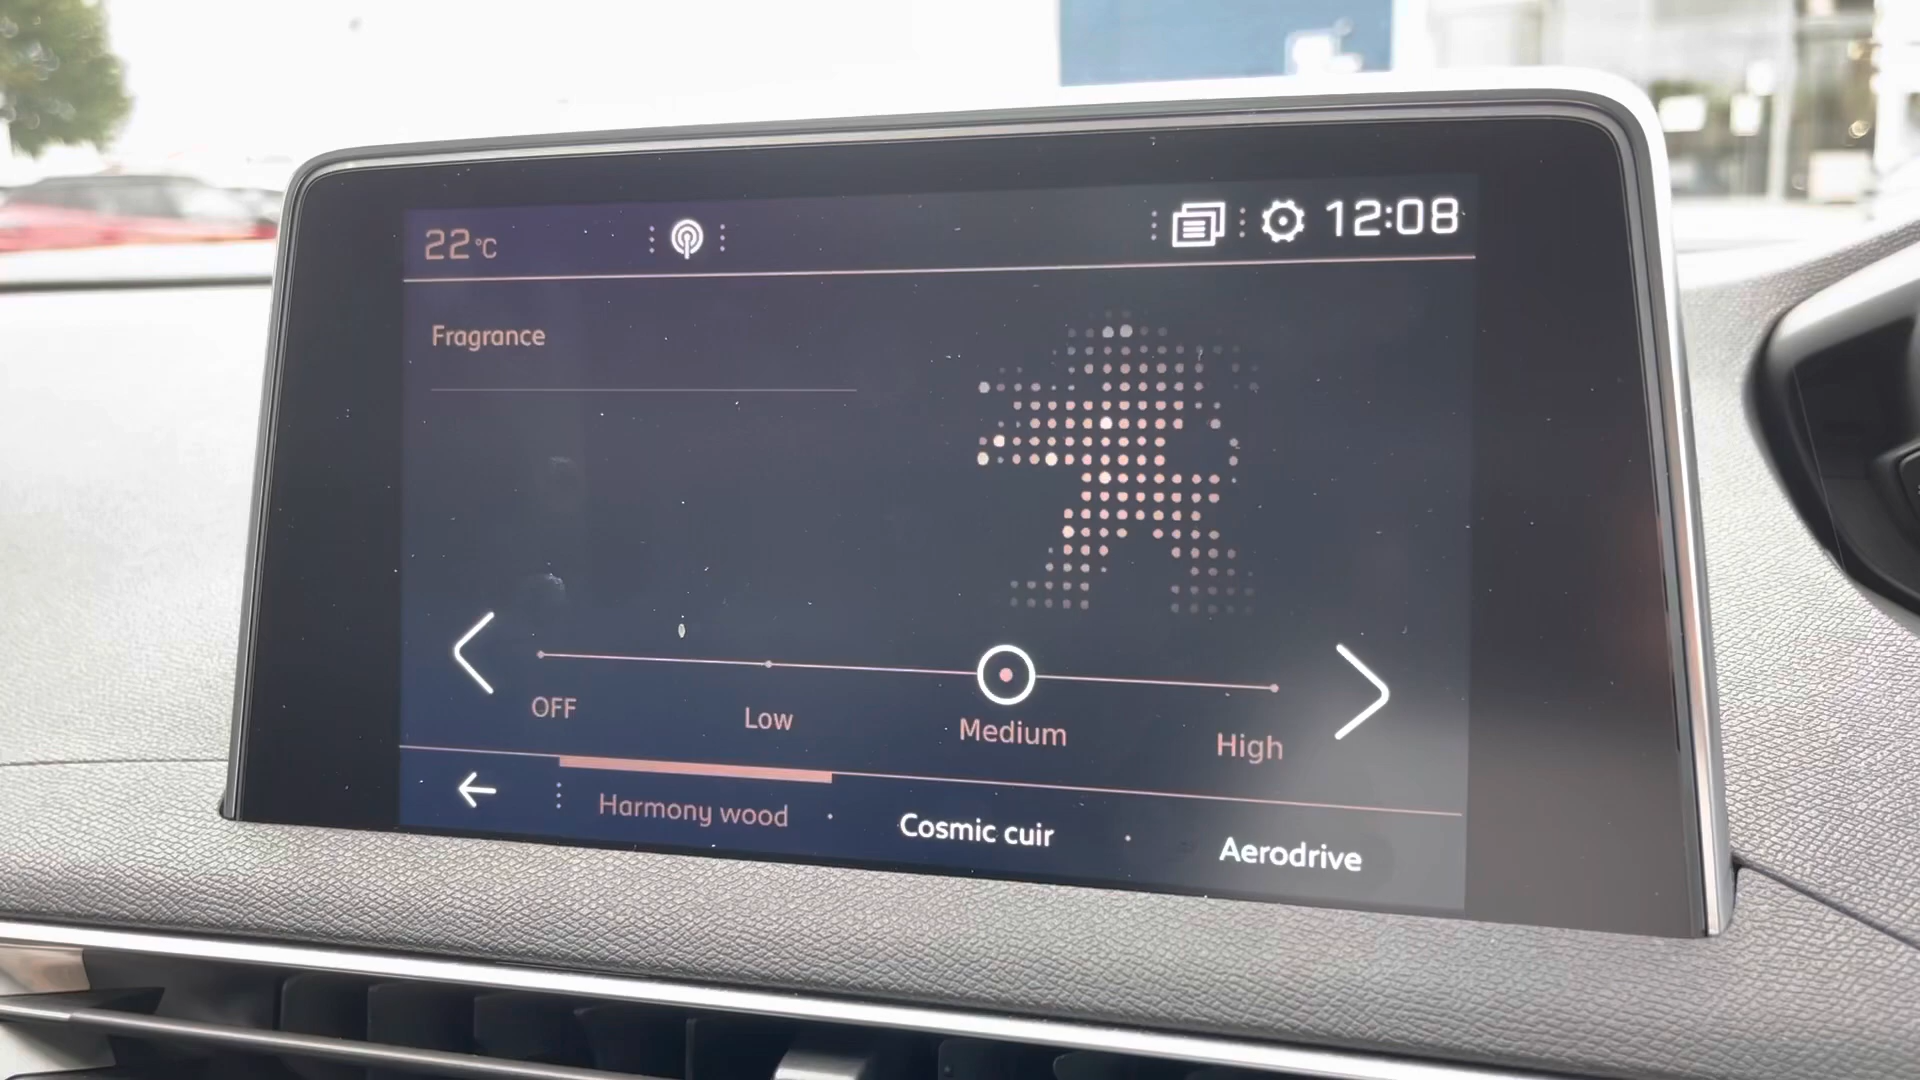 22°C
12:08
Fragrance
OFF
Low
Medium
High
Harmony wood
Cosmic cuir
Aerodrive